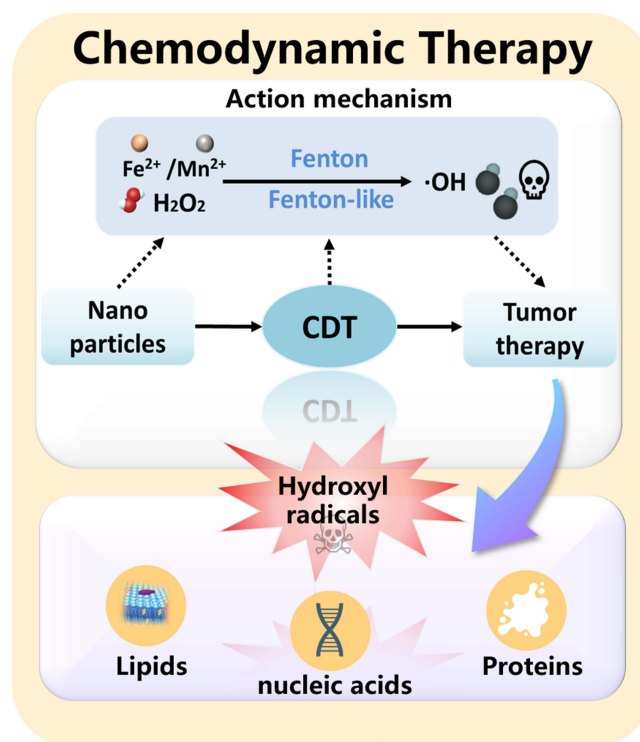 Chemodynamic Therapy
Action mechanism
Fe²⁺ /Mn²⁺
H₂O₂
Fenton
Fenton-like
·OH
Nano
particles
CDT
Tumor
therapy
CDT
Hydroxyl
radicals
Lipids
nucleic acids
Proteins